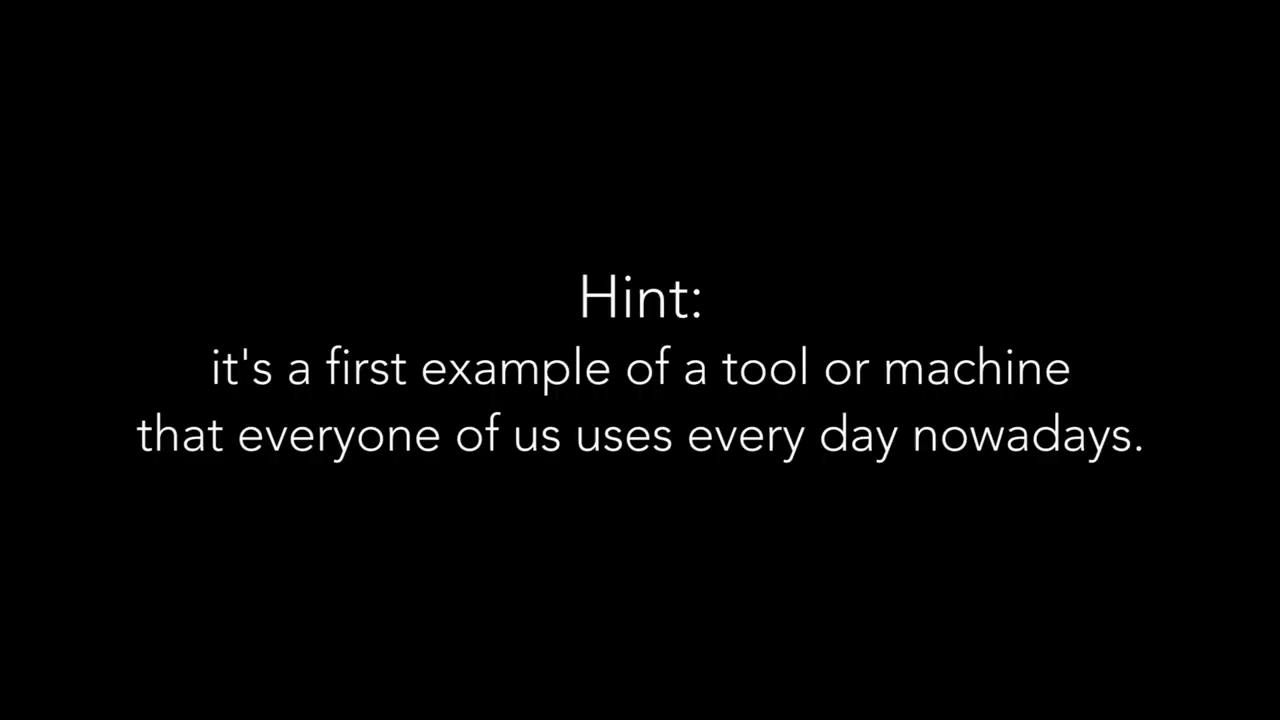 Hint:
it's a first example of a tool or machine
that everyone of us uses every day nowadays.